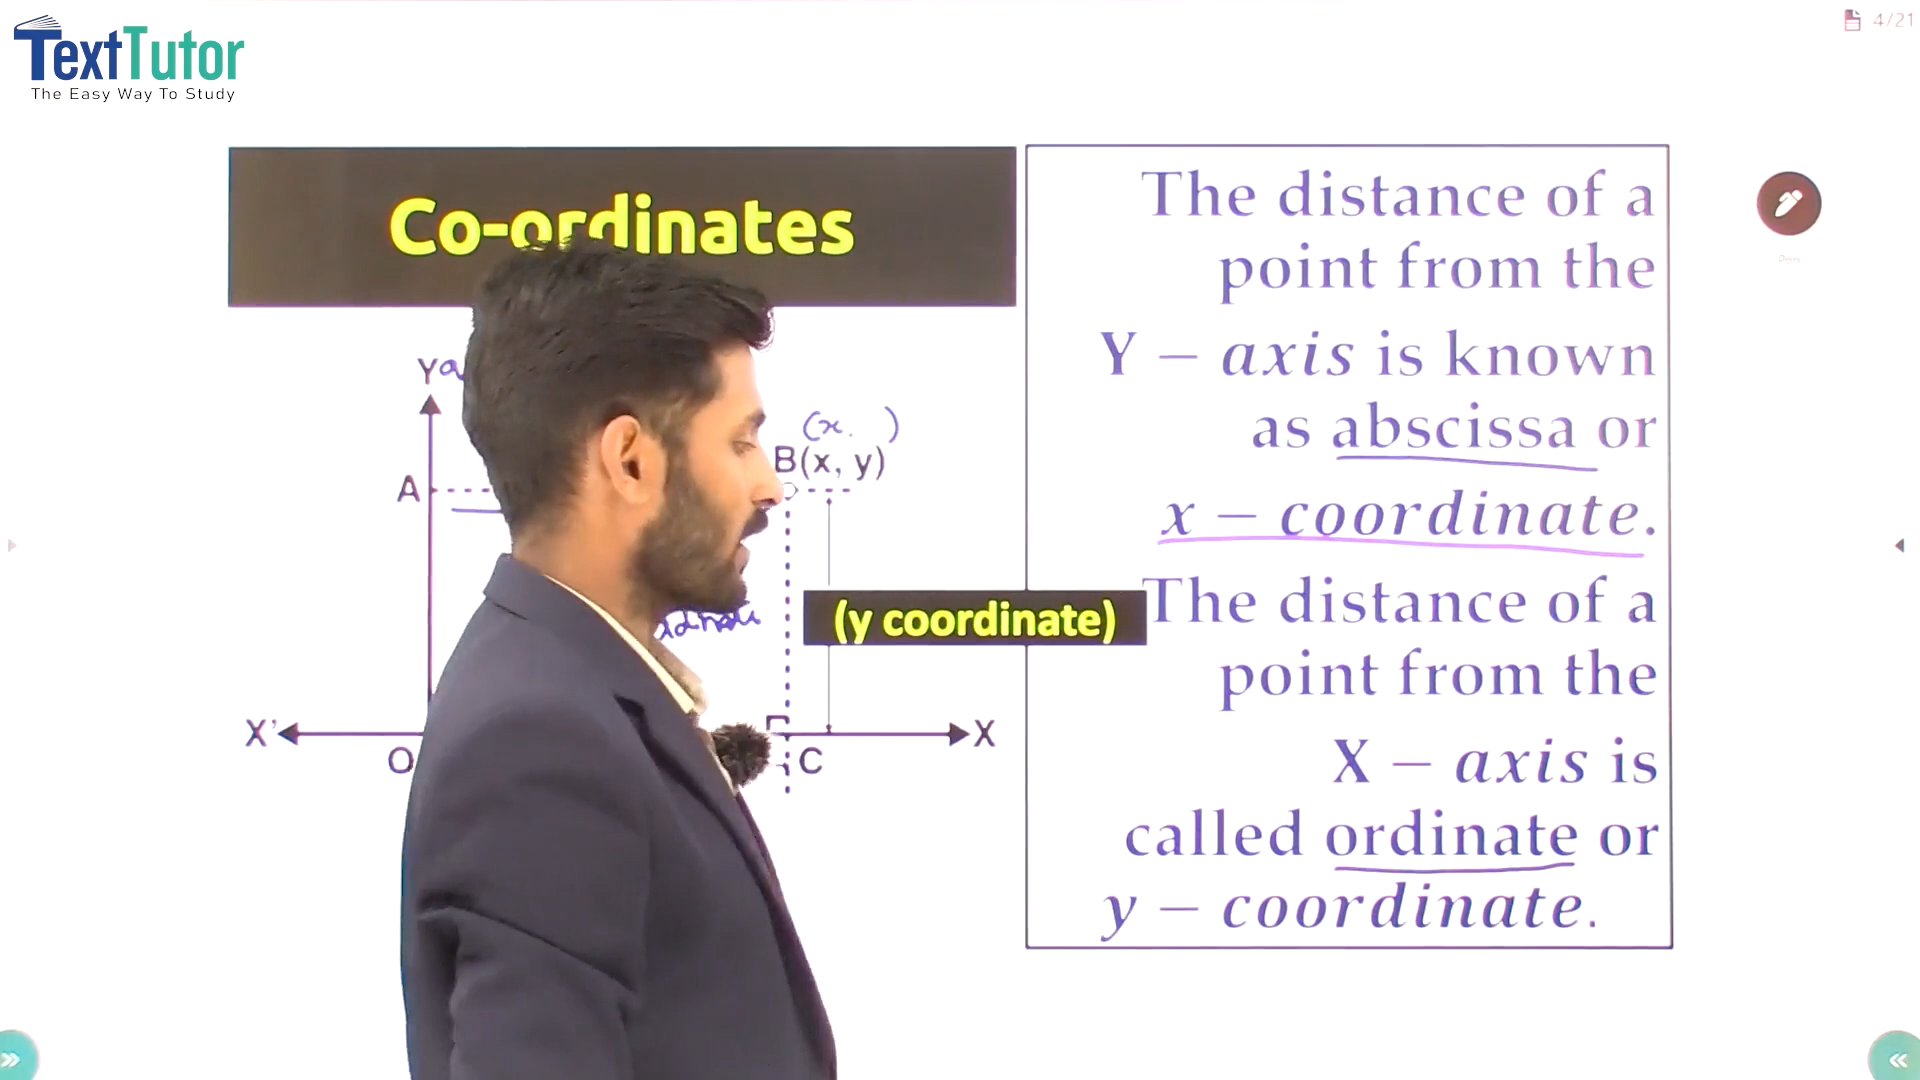 TextTutor
The Easy Way To Study
4/21
Co-ordinates
The distance of a
point from the
Y – axis is known
as abscissa or
x – coordinate.
The distance of a
point from the
X – axis is
called ordinate or
y – coordinate.
Pen
Y
(x. )
B(x, y)
A
(y coordinate)
X'
X
O
C